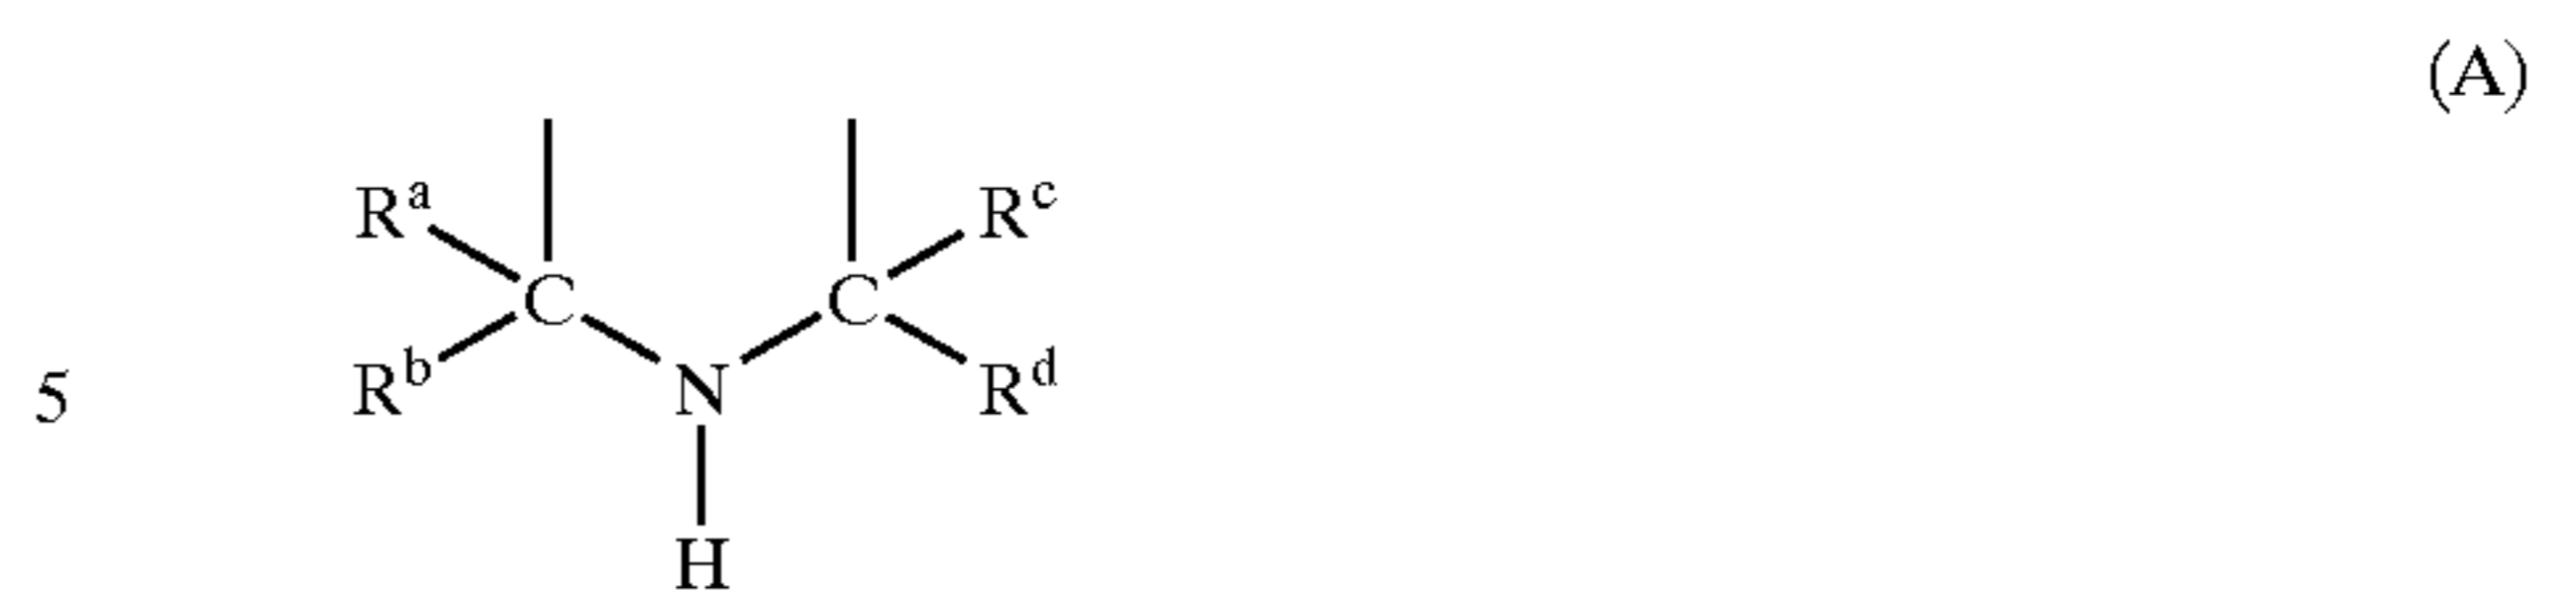 (A)
Rᵃ Rᶜ
C C
5 Rᵇ N Rᵈ
H